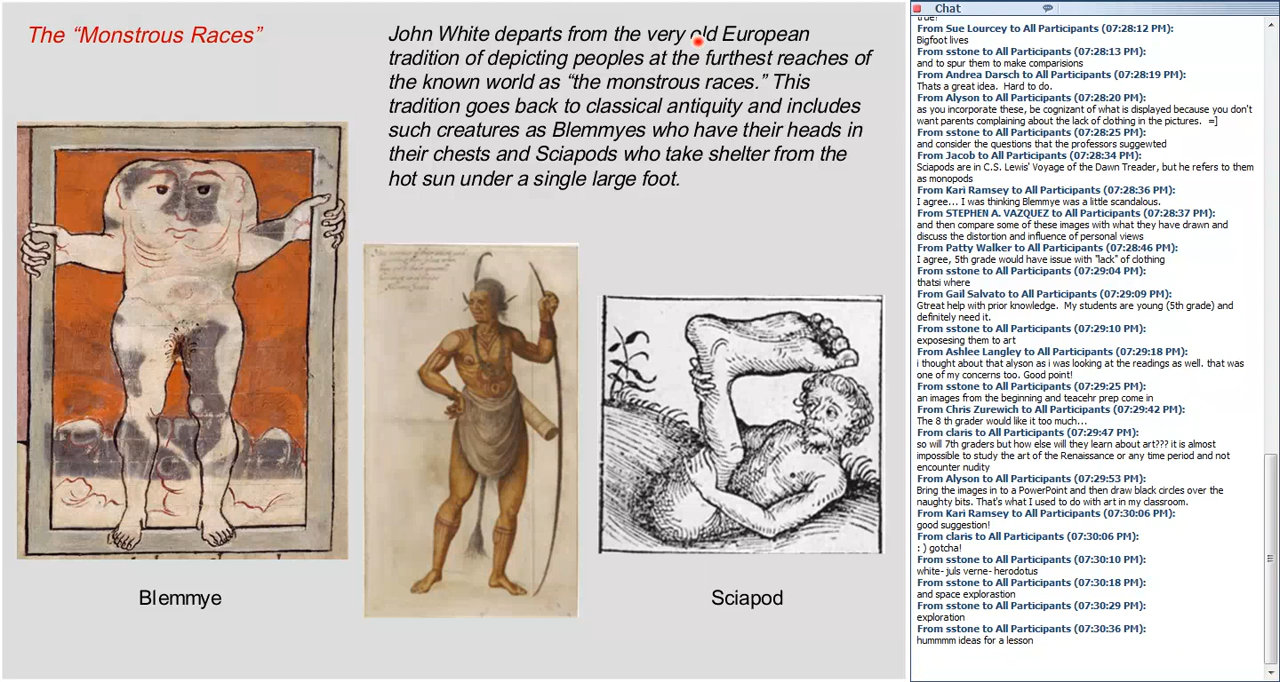 The “Monstrous Races”
John White departs from the very old European
tradition of depicting peoples at the furthest reaches of
the known world as “the monstrous races.” This
tradition goes back to classical antiquity and includes
such creatures as Blemmyes who have their heads in
their chests and Sciapods who take shelter from the
hot sun under a single large foot.
Blemmye
Sciapod
Chat
true!
From Sue Lourcey to All Participants (07:28:12 PM):
Bigfoot lives
From sstone to All Participants (07:28:13 PM):
and to spur them to make comparisions
From Andrea Darsch to All Participants (07:28:19 PM):
Thats a great idea.  Hard to do.
From Alyson to All Participants (07:28:20 PM):
as you incorporate these, be cognizant of what is displayed because you don't
want parents complaining about the lack of clothing in the pictures.  =]
From sstone to All Participants (07:28:25 PM):
and consider the questions that the professors suggewted
From Jacob to All Participants (07:28:34 PM):
Sciapods are in C.S. Lewis' Voyage of the Dawn Treader, but he refers to them
as monopods
From Kari Ramsey to All Participants (07:28:36 PM):
I agree... I was thinking Blemmye was a little scandalous.
From STEPHEN A. VAZQUEZ to All Participants (07:28:37 PM):
and then compare some of these images with what they have drawn and
discuss the distortion and influence of personal views
From Patty Walker to All Participants (07:28:46 PM):
I agree, 5th grade would have issue with "lack" of clothing
From sstone to All Participants (07:29:04 PM):
thatsi where
From Gail Salvato to All Participants (07:29:09 PM):
Gtreat help with prior knowledge.  My students are young (5th grade) and
definitely need it.
From sstone to All Participants (07:29:10 PM):
exposesing them to art
From Ashlee Langley to All Participants (07:29:18 PM):
i thought about that alyson as i was looking at the readings as well. that was
one of my concerns too. Good point!
From sstone to All Participants (07:29:25 PM):
an images from the beginning and teacehr prep come in
From Chris Zurewich to All Participants (07:29:42 PM):
The 8 th grader would like it too much...
From claris to All Participants (07:29:47 PM):
so will 7th graders but how else will they learn about art??? it is almost
impossible to study the art of the Renaissance or any time period and not
encounter nudity
From Alyson to All Participants (07:29:53 PM):
Bring the images in to a PowerPoint and then draw black circles over the
naughty bits. That's what I used to do with art in my classroom.
From Kari Ramsey to All Participants (07:30:06 PM):
good suggestion!
From claris to All Participants (07:30:06 PM):
: ) gotcha!
From sstone to All Participants (07:30:10 PM):
white- juls verne- herodotus
From sstone to All Participants (07:30:18 PM):
and space explorastion
From sstone to All Participants (07:30:29 PM):
exploration
From sstone to All Participants (07:30:36 PM):
hummmm ideas for a lesson